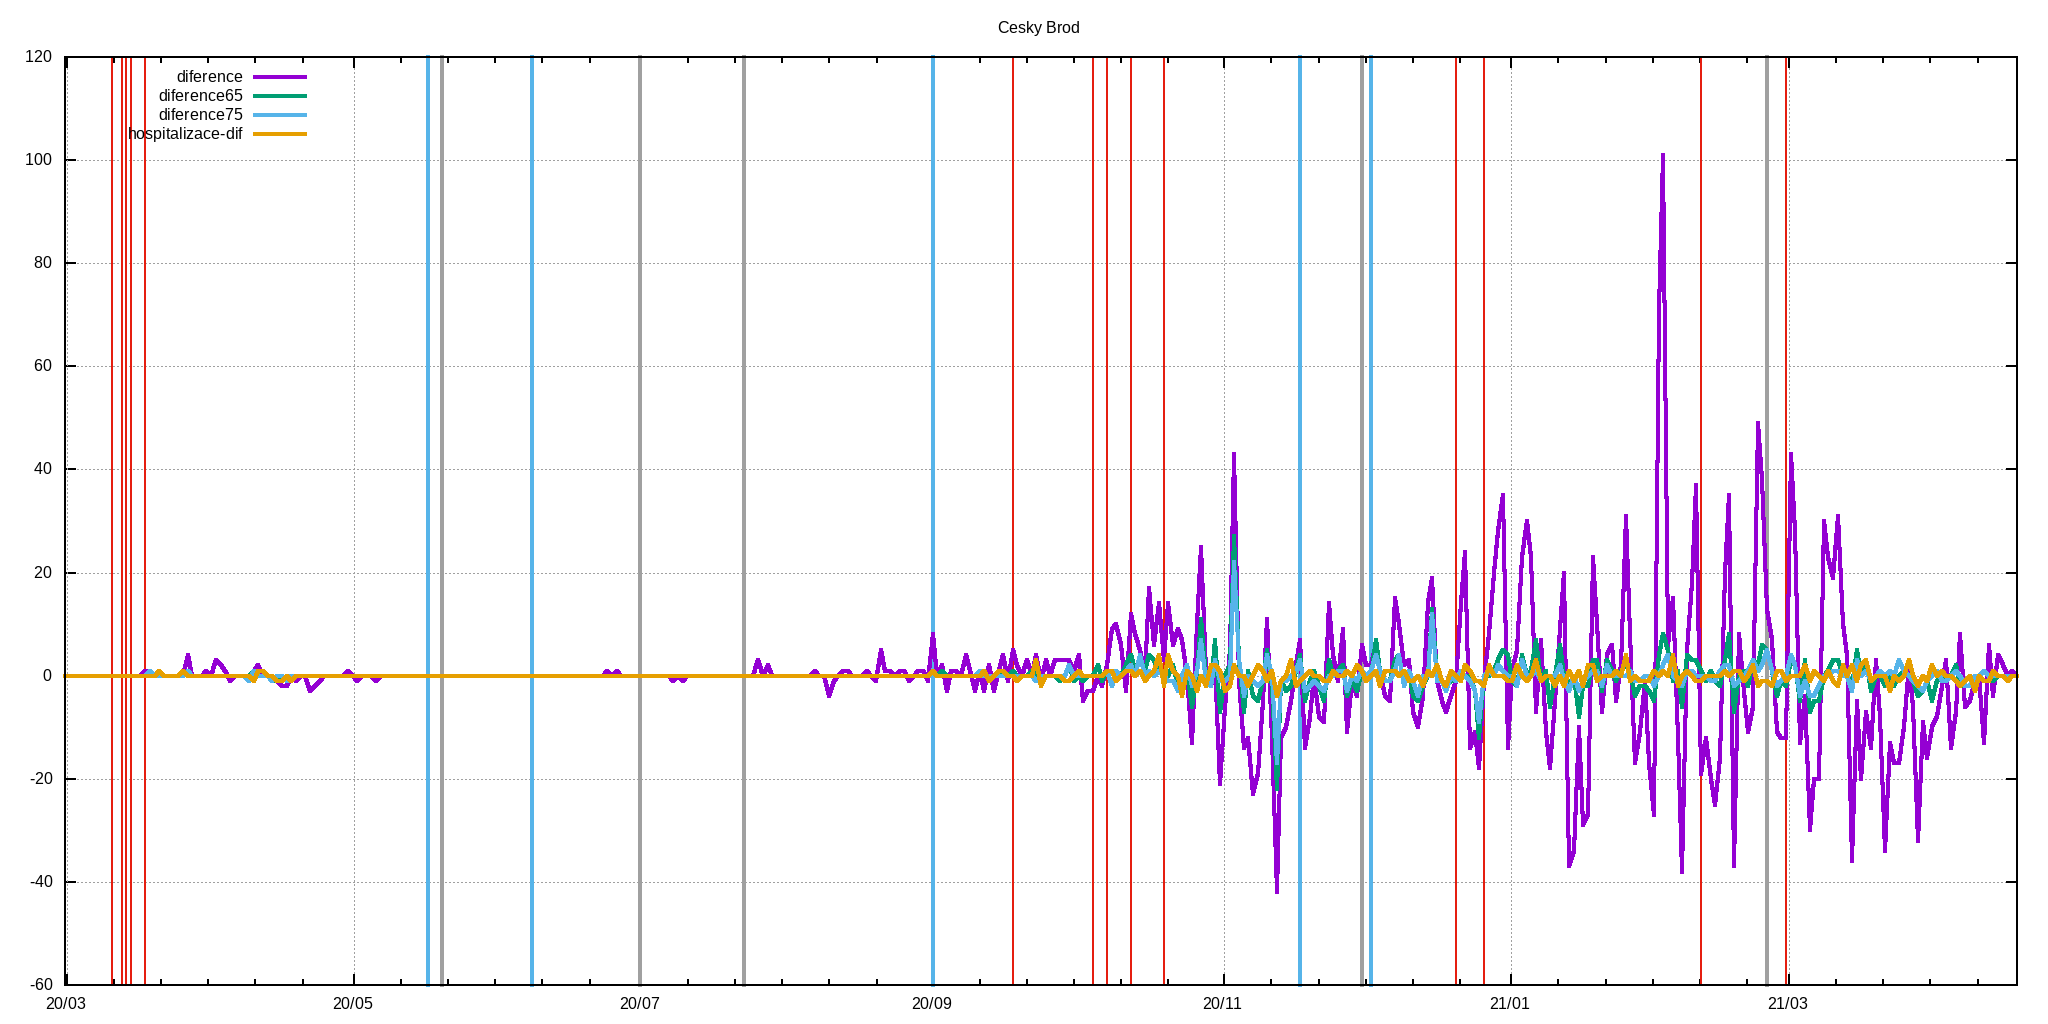 Cesky Brod
120
diference
diference65
diference75
hospitalizace-dif
100
80
60
40
20
0
-20
-40
-60
20/03 20/05 20/07 20/09 20/11 21/01 21/03